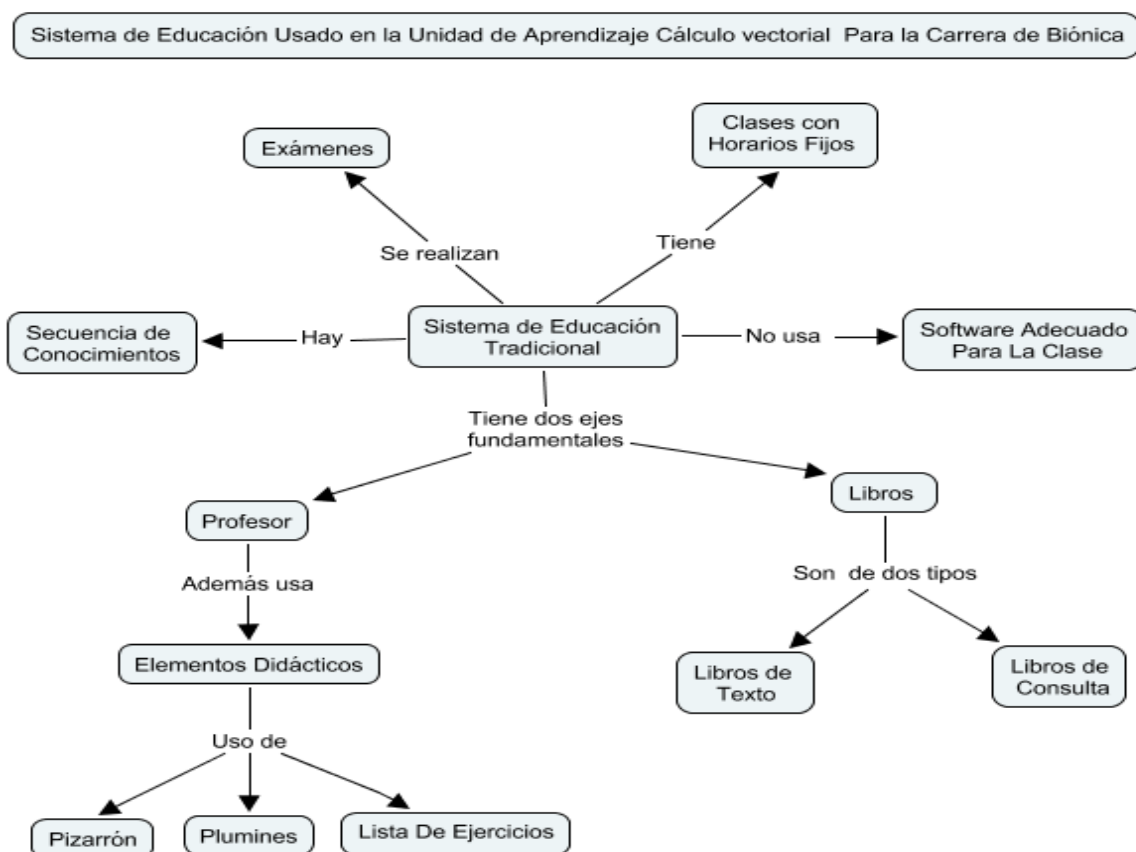 Sistema de Educación Usado en la Unidad de Aprendizaje Cálculo vectorial Para la Carrera de Biónica
Clases con
Horarios Fijos
Exámenes
Se realizan
Tiene
Secuencia de
Conocimientos
Hay
Sistema de Educación
Tradicional
No usa
Software Adecuado
Para La Clase
Tiene dos ejes
fundamentales
Profesor
Libros
Además usa
Son de dos tipos
Elementos Didácticos
Libros de
Texto
Libros de
Consulta
Uso de
Pizarrón
Plumines
Lista De Ejercicios